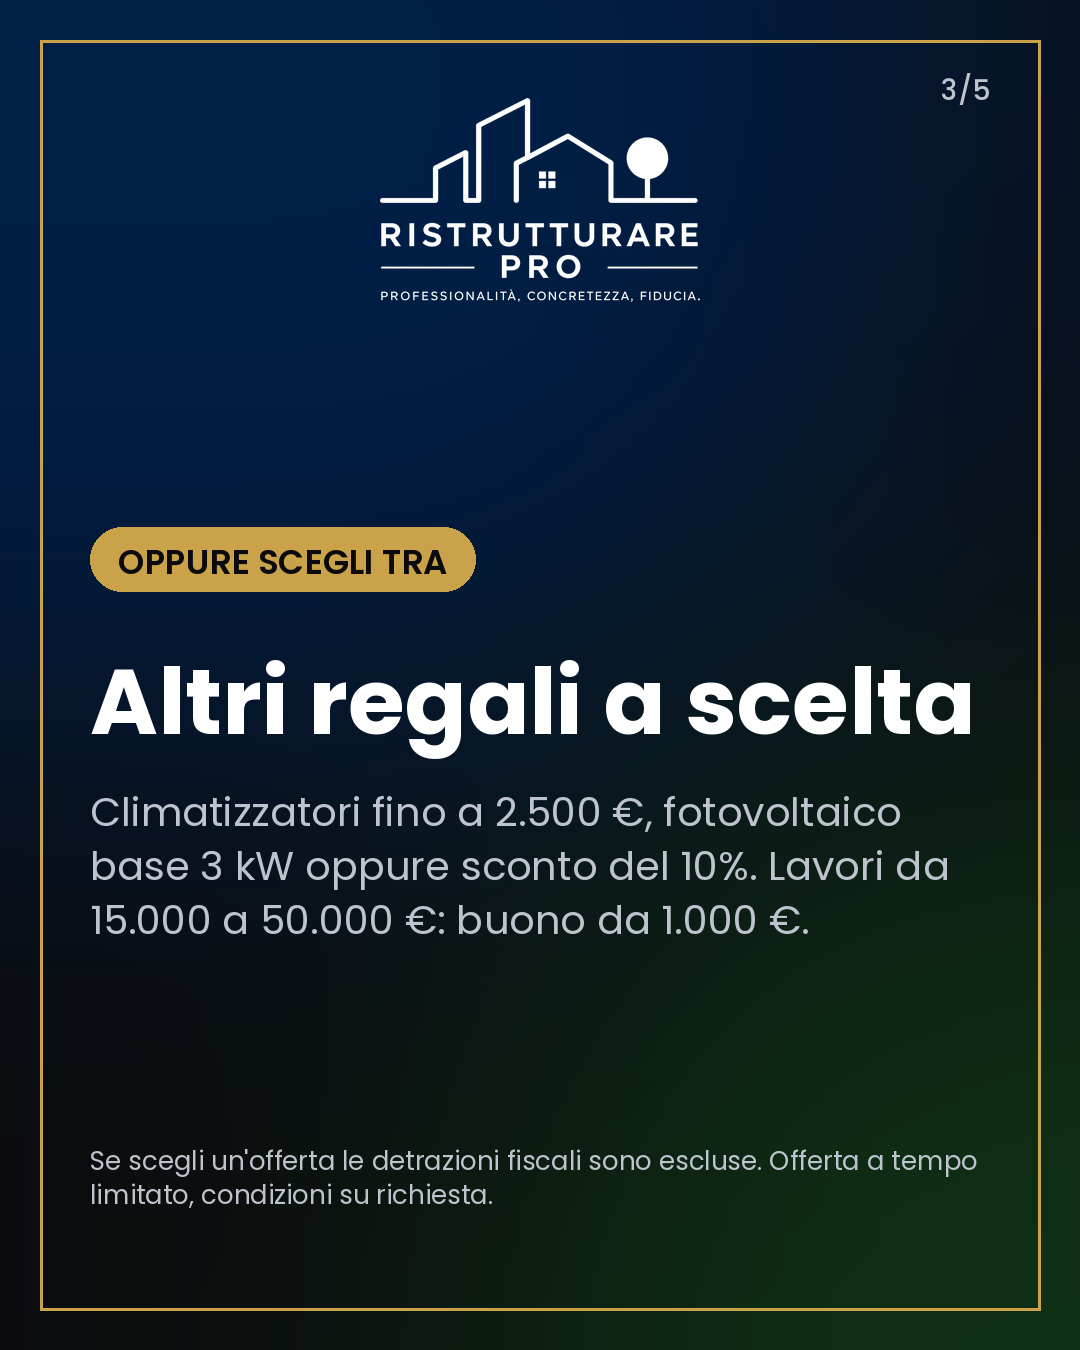 3/5
RISTRUTTURARE
PRO
PROFESSIONALITÀ, CONCRETEZZA, FIDUCIA.
OPPURE SCEGLI TRA
Altri regali a scelta
Climatizzatori fino a 2.500 €, fotovoltaico
base 3 kW oppure sconto del 10%. Lavori da
15.000 a 50.000 €: buono da 1.000 €.
Se scegli un'offerta le detrazioni fiscali sono escluse. Offerta a tempo
limitato, condizioni su richiesta.